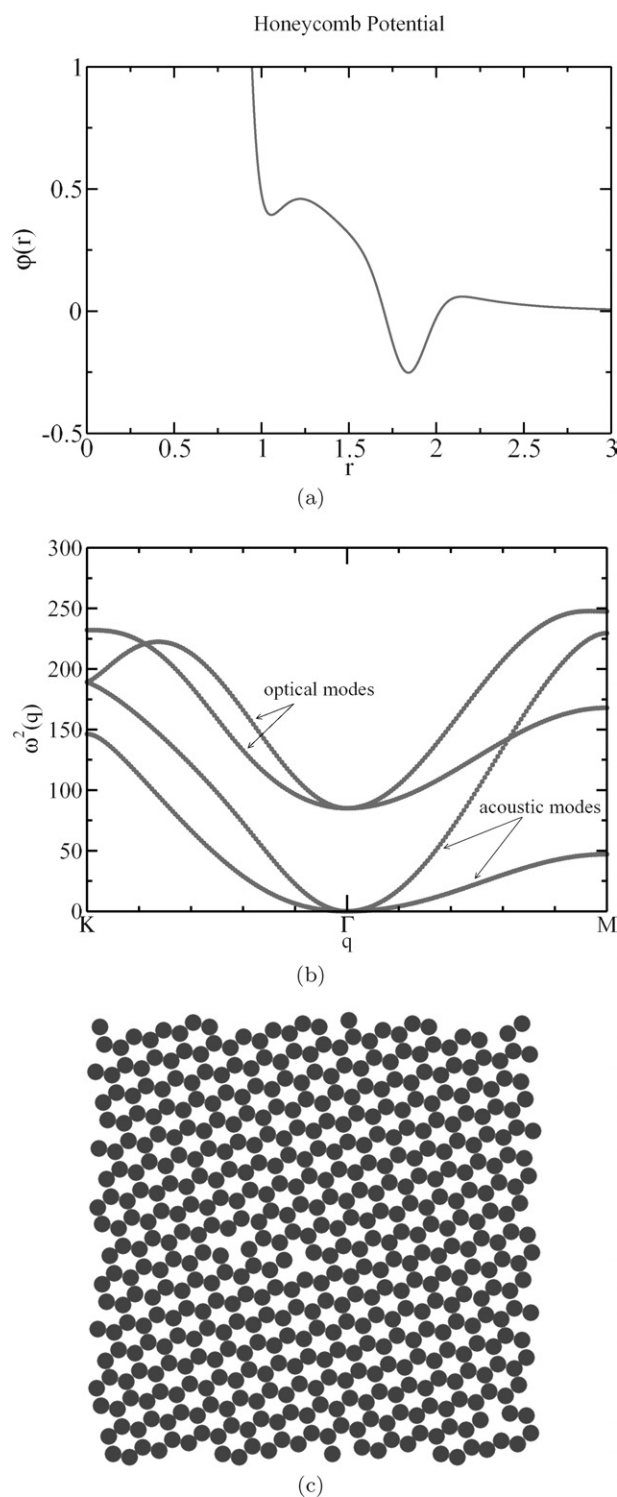 Honeycomb Potential
1
0.5
φ(r)
0
-0.5
0 0.5 1 1.5 2 2.5 3
r
(a)
300
250
200
optical modes
ω²(q)
150
100
acoustic modes
50
0
K Γ M
q
(b)
(c)